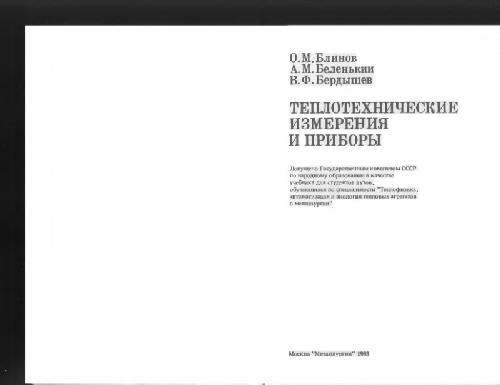 О.М.Блинов
А.М.Беленький
В.Ф.Бердышев
ТЕПЛОТЕХНИЧЕСКИЕ
ИЗМЕРЕНИЯ
И ПРИБОРЫ
Допущено Государственным комитетом СССР
по народному образованию в качестве
учебника для студентов вузов,
обучающихся по специальности "Теплофизика,
автоматизация и экология тепловых агрегатов
в металлургии"
Москва "Металлургия" 1993